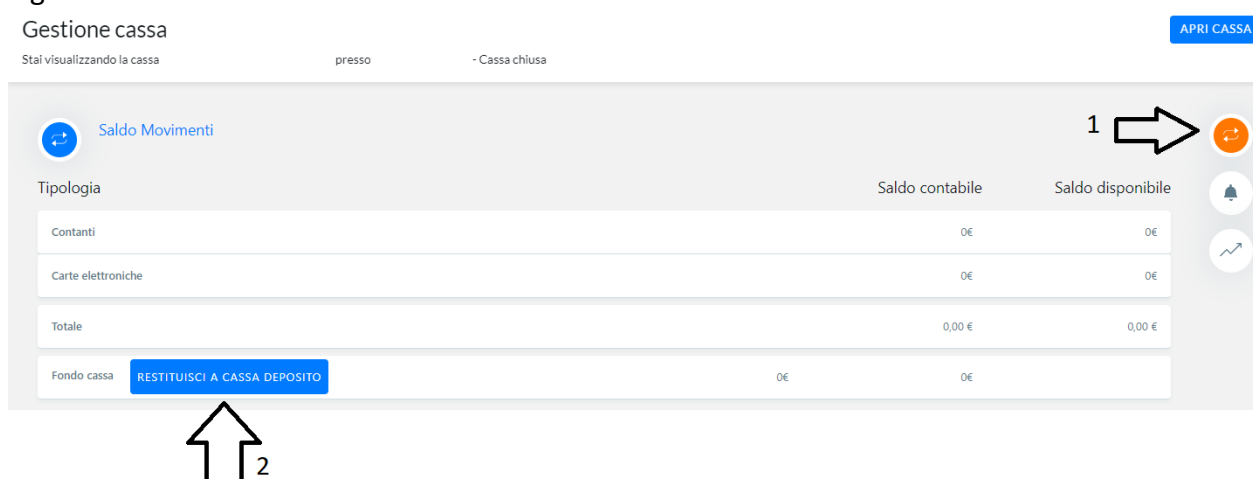 Gestione cassa
APRI CASSA
Stai visualizzando la cassa presso - Cassa chiusa
Saldo Movimenti
1
Tipologia Saldo contabile Saldo disponibile
Contanti 0€ 0€
Carte elettroniche 0€ 0€
Totale 0,00 € 0,00 €
Fondo cassa RESTITUISCI A CASSA DEPOSITO 0€ 0€
2